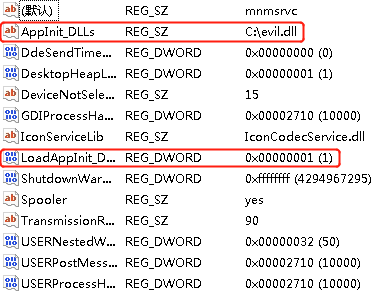 (默认) REG_SZ mnmsrvc
AppInit_DLLs REG_SZ C:\evil.dll
DdeSendTime... REG_DWORD 0x00000000 (0)
DesktopHeapL... REG_DWORD 0x00000001 (1)
DeviceNotSele... REG_SZ 15
GDIProcessHa... REG_DWORD 0x00002710 (10000)
IconServiceLib REG_SZ IconCodecService.dll
LoadAppInit_D... REG_DWORD 0x00000001 (1)
ShutdownWar... REG_DWORD 0xffffffff (4294967295)
Spooler REG_SZ yes
TransmissionR... REG_SZ 90
USERNestedW... REG_DWORD 0x00000032 (50)
USERPostMess... REG_DWORD 0x00002710 (10000)
USERProcessH... REG_DWORD 0x00002710 (10000)